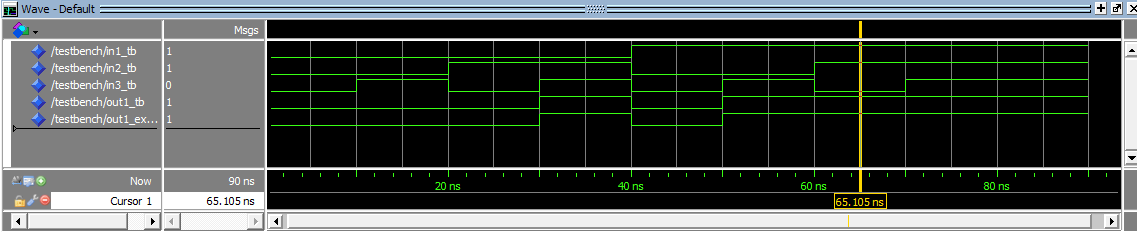 Wave - Default
Msgs
/testbench/in1_tb 1
/testbench/in2_tb 1
/testbench/in3_tb 0
/testbench/out1_tb 1
/testbench/out1_ex... 1
Now 90 ns 20 ns 40 ns 60 ns 80 ns
Cursor 1 65.105 ns 65.105 ns